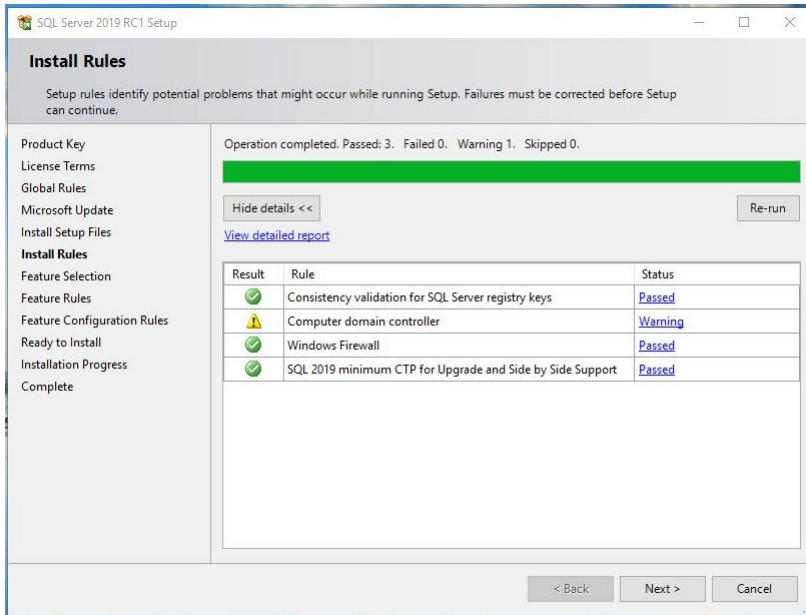 SQL Server 2019 RC1 Setup
Install Rules
Setup rules identify potential problems that might occur while running Setup. Failures must be corrected before Setup
can continue.
Product Key
License Terms
Global Rules
Microsoft Update
Install Setup Files
Install Rules
Feature Selection
Feature Rules
Feature Configuration Rules
Ready to Install
Installation Progress
Complete
Operation completed. Passed: 3.   Failed 0.   Warning 1.   Skipped 0.
Hide details <<
Re-run
View detailed report
Result Rule Status
Consistency validation for SQL Server registry keys Passed
Computer domain controller Warning
Windows Firewall Passed
SQL 2019 minimum CTP for Upgrade and Side by Side Support Passed
< Back Next > Cancel